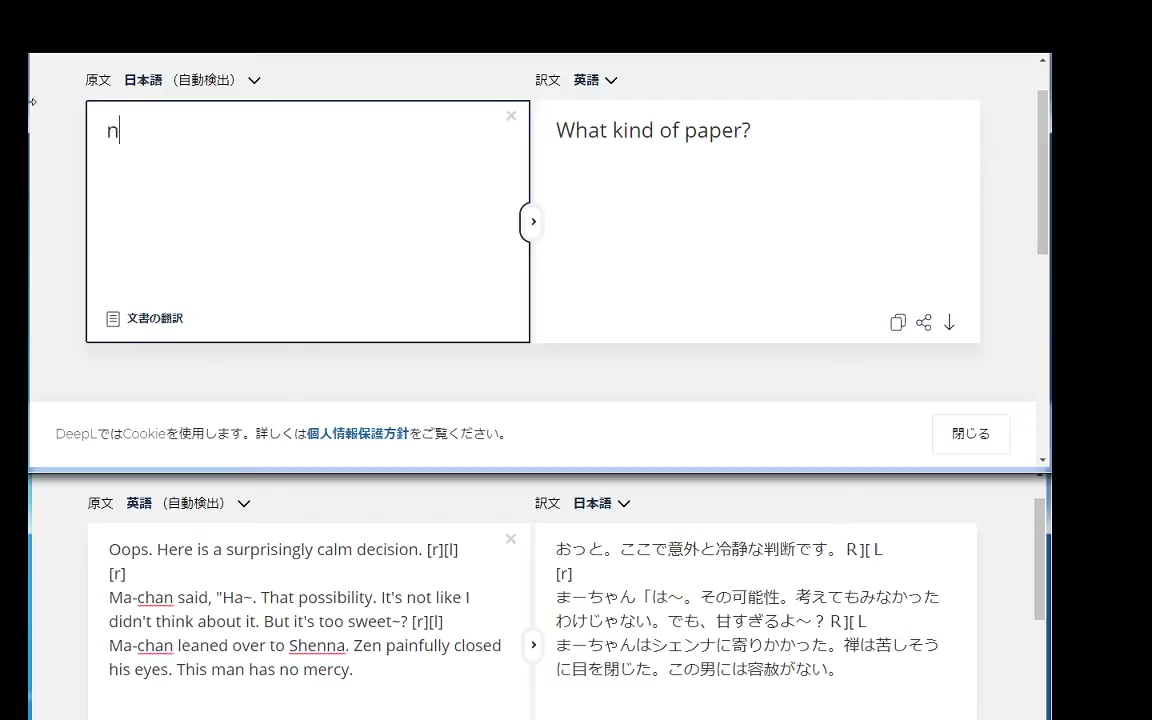 原文 日本語 （自動検出）
訳文 英語
n
What kind of paper?
文書の翻訳
DeepLではCookieを使用します。詳しくは個人情報保護方針をご覧ください。
閉じる
原文 英語 （自動検出）
訳文 日本語
Oops. Here is a surprisingly calm decision. [r][l]
[r]
Ma-chan said, "Ha~. That possibility. It's not like I
didn't think about it. But it's too sweet~? [r][l]
Ma-chan leaned over to Shenna. Zen painfully closed
his eyes. This man has no mercy.
おっと。ここで意外と冷静な判断です。Ｒ][Ｌ
[r]
まーちゃん「は～。その可能性。考えてもみなかった
わけじゃない。でも、甘すぎるよ～？Ｒ][Ｌ
まーちゃんはシェンナに寄りかかった。禅は苦しそう
に目を閉じた。この男には容赦がない。